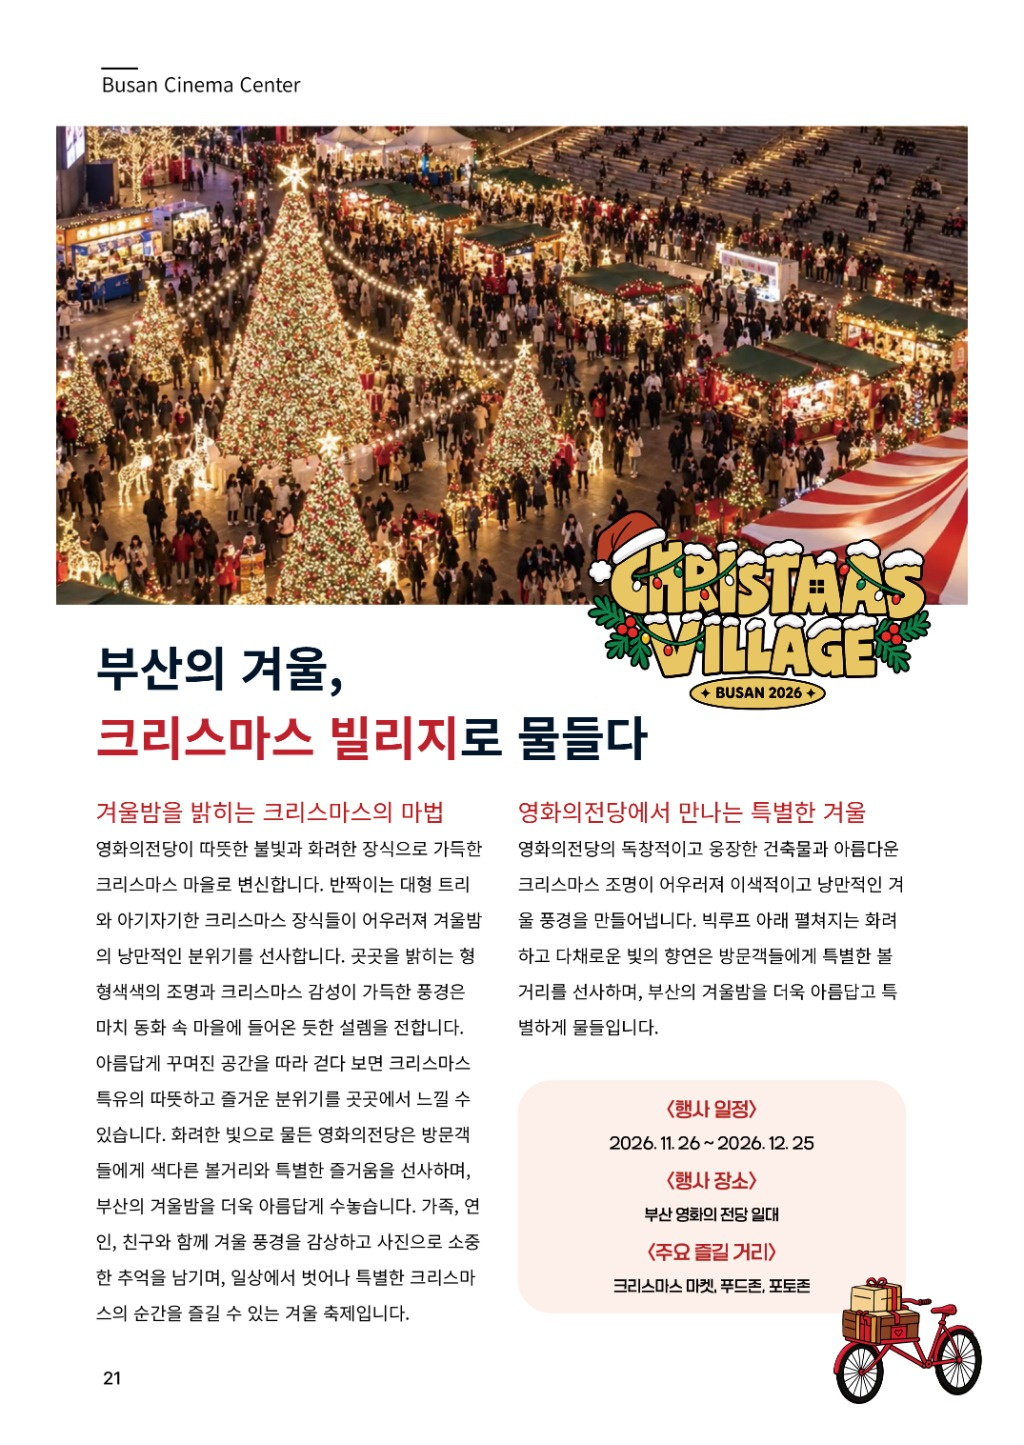 Busan Cinema Center
CHRISTMAS
VILLAGE
BUSAN 2026
부산의 겨울,
크리스마스 빌리지로 물들다
겨울밤을 밝히는 크리스마스의 마법
영화의전당이 따뜻한 불빛과 화려한 장식으로 가득한
크리스마스 마을로 변신합니다. 반짝이는 대형 트리
와 아기자기한 크리스마스 장식들이 어우러져 겨울밤
의 낭만적인 분위기를 선사합니다. 곳곳을 밝히는 형
형색색의 조명과 크리스마스 감성이 가득한 풍경은
마치 동화 속 마을에 들어온 듯한 설렘을 전합니다.
아름답게 꾸며진 공간을 따라 걷다 보면 크리스마스
특유의 따뜻하고 즐거운 분위기를 곳곳에서 느낄 수
있습니다. 화려한 빛으로 물든 영화의전당은 방문객
들에게 색다른 볼거리와 특별한 즐거움을 선사하며,
부산의 겨울밤을 더욱 아름답게 수놓습니다. 가족, 연
인, 친구와 함께 겨울 풍경을 감상하고 사진으로 소중
한 추억을 남기며, 일상에서 벗어나 특별한 크리스마
스의 순간을 즐길 수 있는 겨울 축제입니다.
영화의전당에서 만나는 특별한 겨울
영화의전당의 독창적이고 웅장한 건축물과 아름다운
크리스마스 조명이 어우러져 이색적이고 낭만적인 겨
울 풍경을 만들어냅니다. 빅루프 아래 펼쳐지는 화려
하고 다채로운 빛의 향연은 방문객들에게 특별한 볼
거리를 선사하며, 부산의 겨울밤을 더욱 아름답고 특
별하게 물들입니다.
〈행사 일정〉
2026. 11. 26 ~ 2026. 12. 25
〈행사 장소〉
부산 영화의 전당 일대
〈주요 즐길 거리〉
크리스마스 마켓, 푸드존, 포토존
21